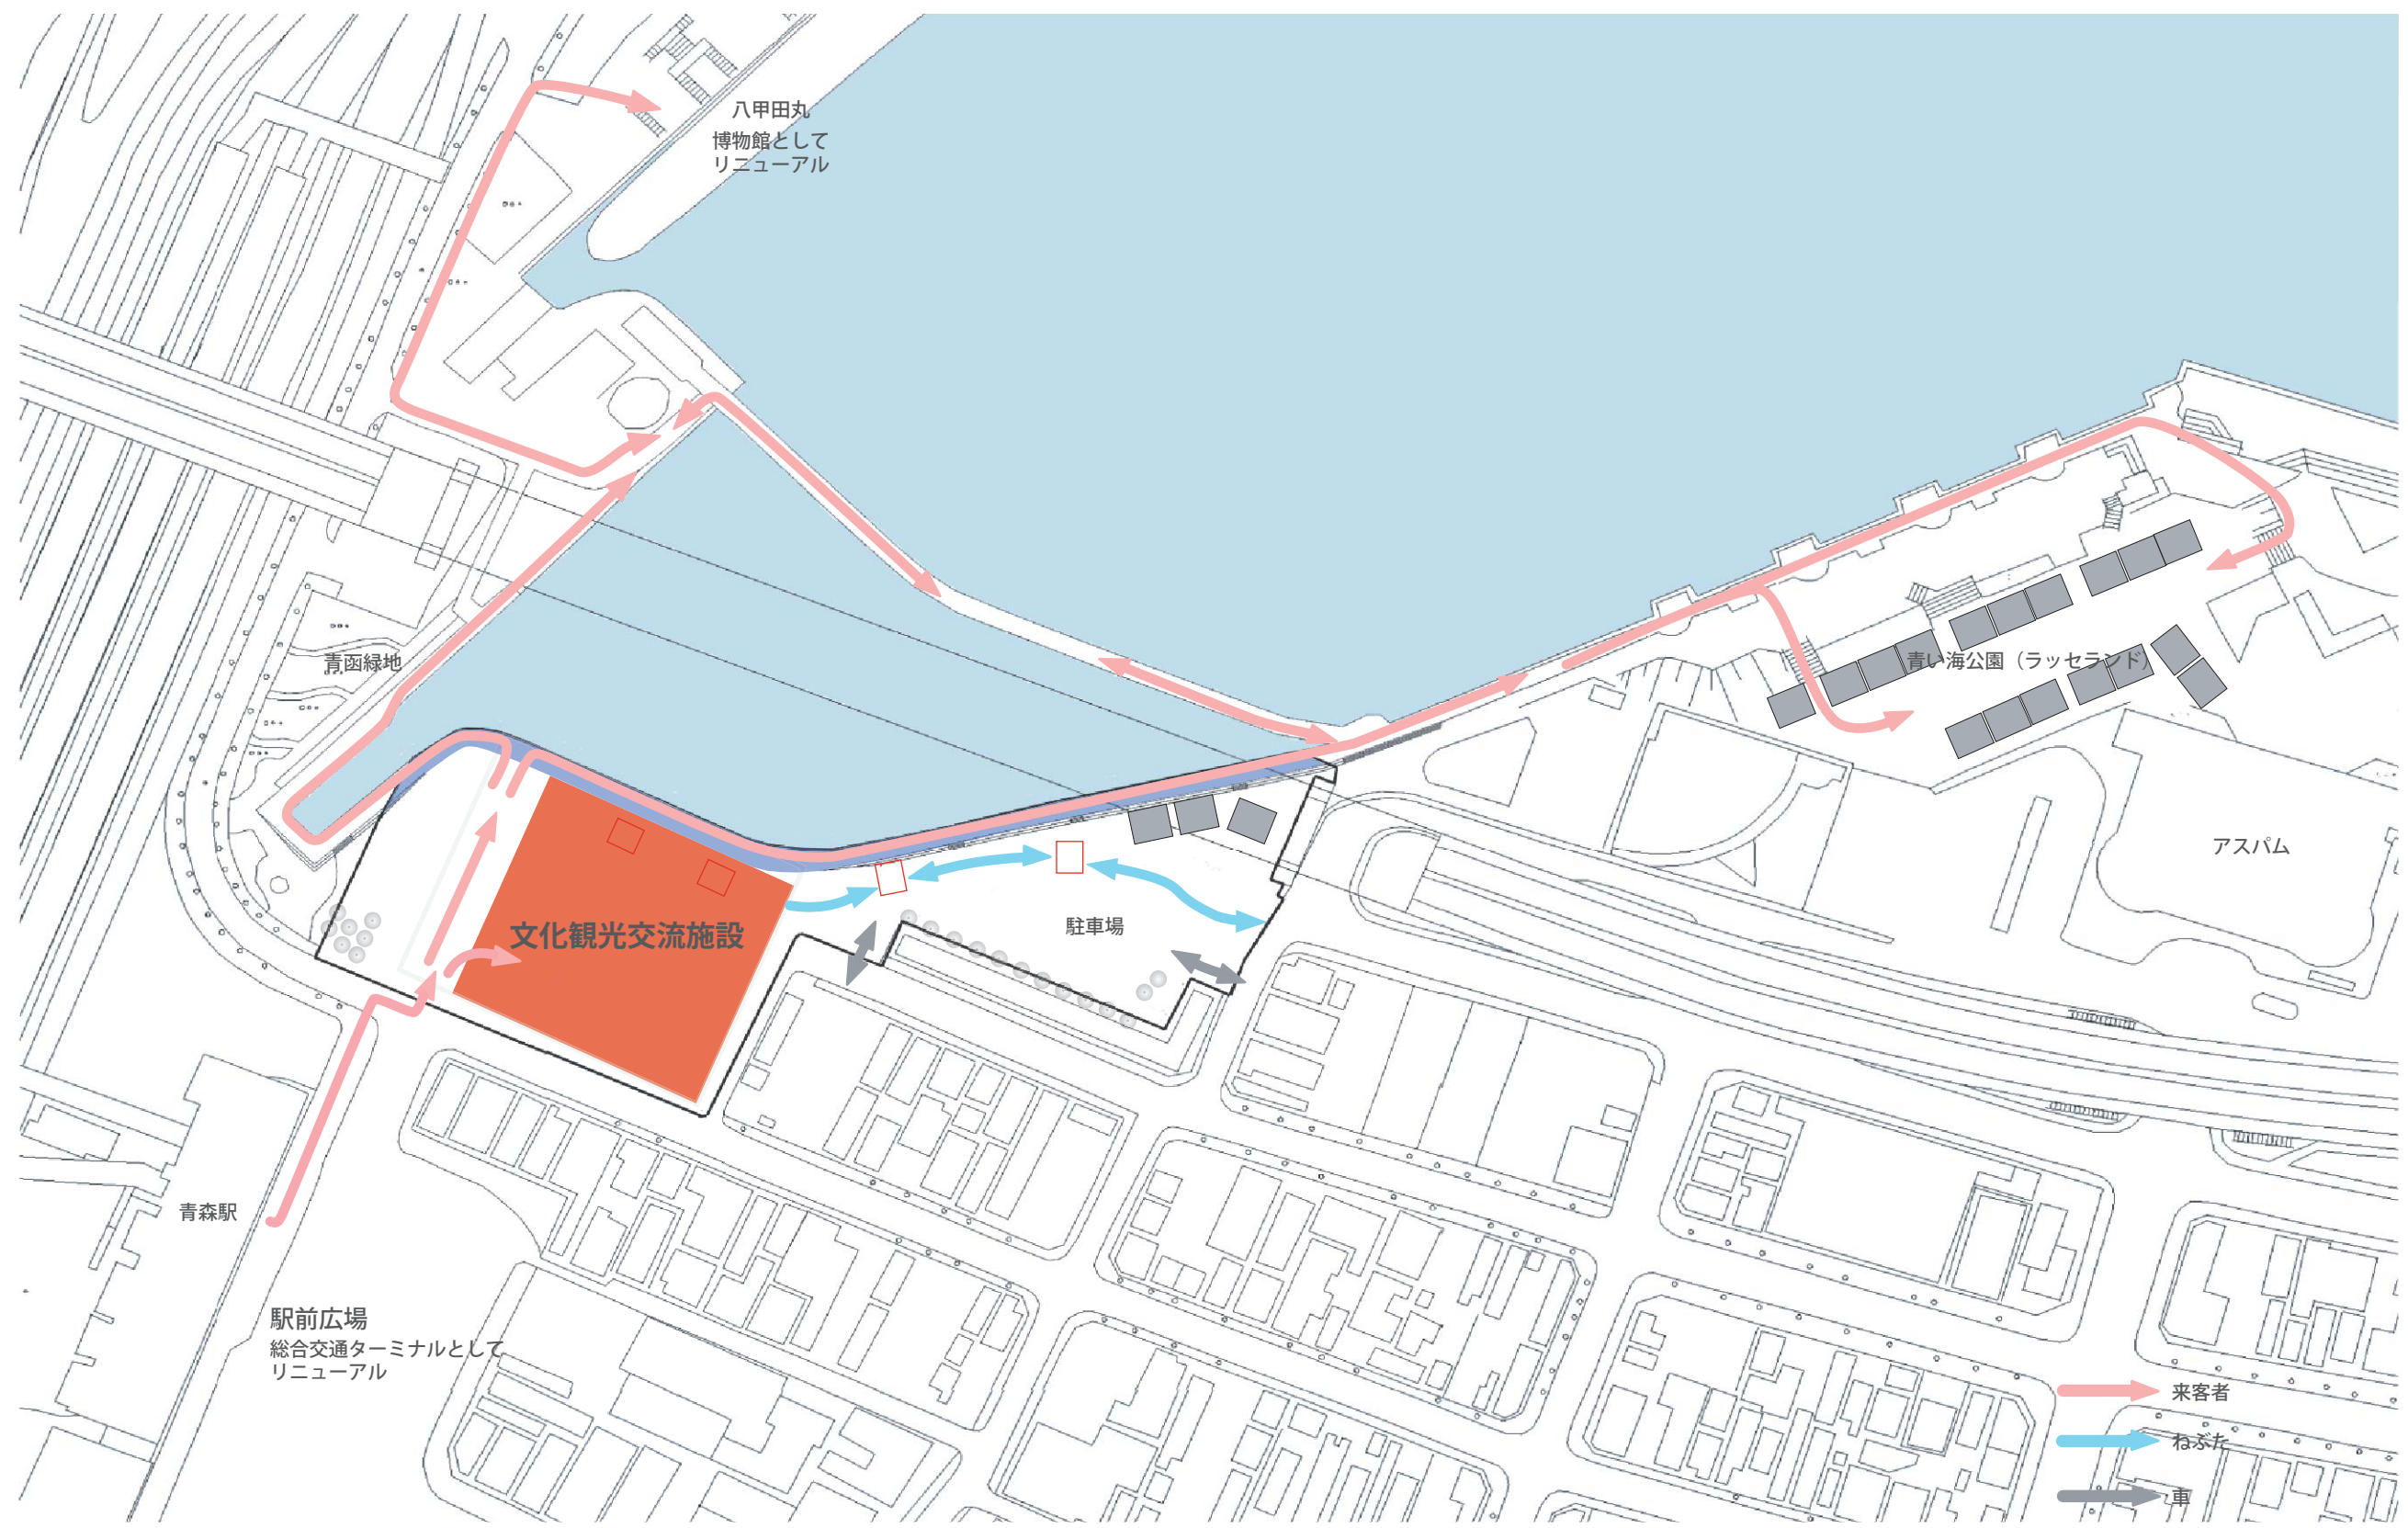 八甲田丸
博物館として
リニューアル
青函緑地
青い海公園（ラッセランド）
アスパム
駐車場
文化観光交流施設
青森駅
駅前広場
総合交通ターミナルとして
リニューアル
来客者
ねぶた
車